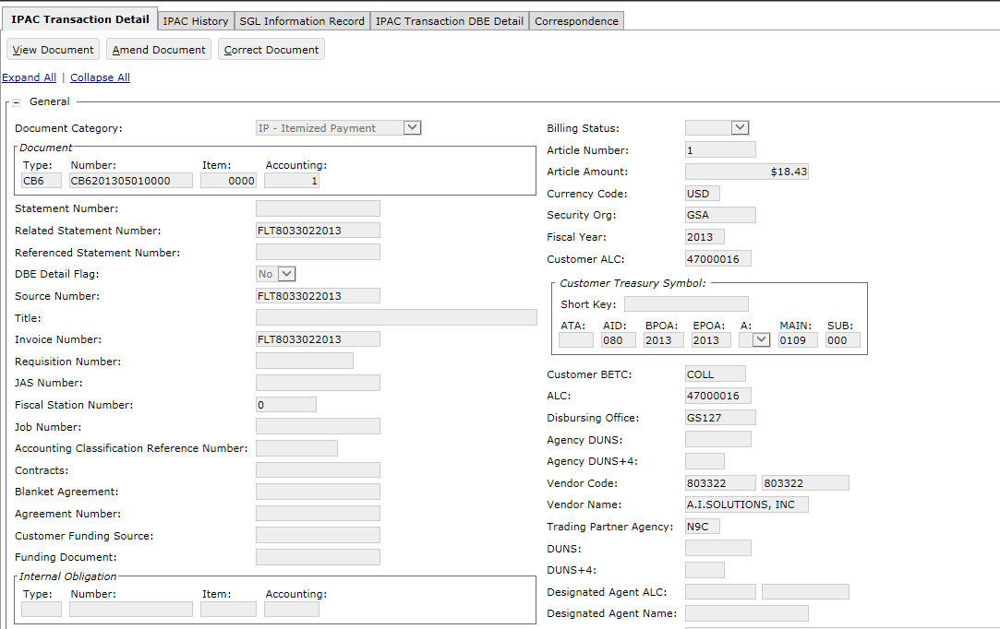 IPAC Transaction Detail IPAC History SGL Information Record IPAC Transaction DBE Detail Correspondence
View Document Amend Document Correct Document
Expand All | Collapse All
General
Document Category: IP - Itemized Payment
Document
Type: Number: Item: Accounting:
CB6 CB6201305010000 0000 1
Statement Number:
Related Statement Number: FLT8033022013
Referenced Statement Number:
DBE Detail Flag: No
Source Number: FLT8033022013
Title:
Invoice Number: FLT8033022013
Requisition Number:
JAS Number:
Fiscal Station Number: 0
Job Number:
Accounting Classification Reference Number:
Contracts:
Blanket Agreement:
Agreement Number:
Customer Funding Source:
Funding Document:
Internal Obligation
Type: Number: Item: Accounting:
Billing Status:
Article Number: 1
Article Amount: $18.43
Currency Code: USD
Security Org: GSA
Fiscal Year: 2013
Customer ALC: 47000016
Customer Treasury Symbol:
Short Key:
ATA: AID: BPOA: EPOA: A: MAIN: SUB:
080 2013 2013 0109 000
Customer BETC: COLL
ALC: 47000016
Disbursing Office: GS127
Agency DUNS:
Agency DUNS+4:
Vendor Code: 803322 803322
Vendor Name: A.I.SOLUTIONS, INC
Trading Partner Agency: N9C
DUNS:
DUNS+4:
Designated Agent ALC:
Designated Agent Name: